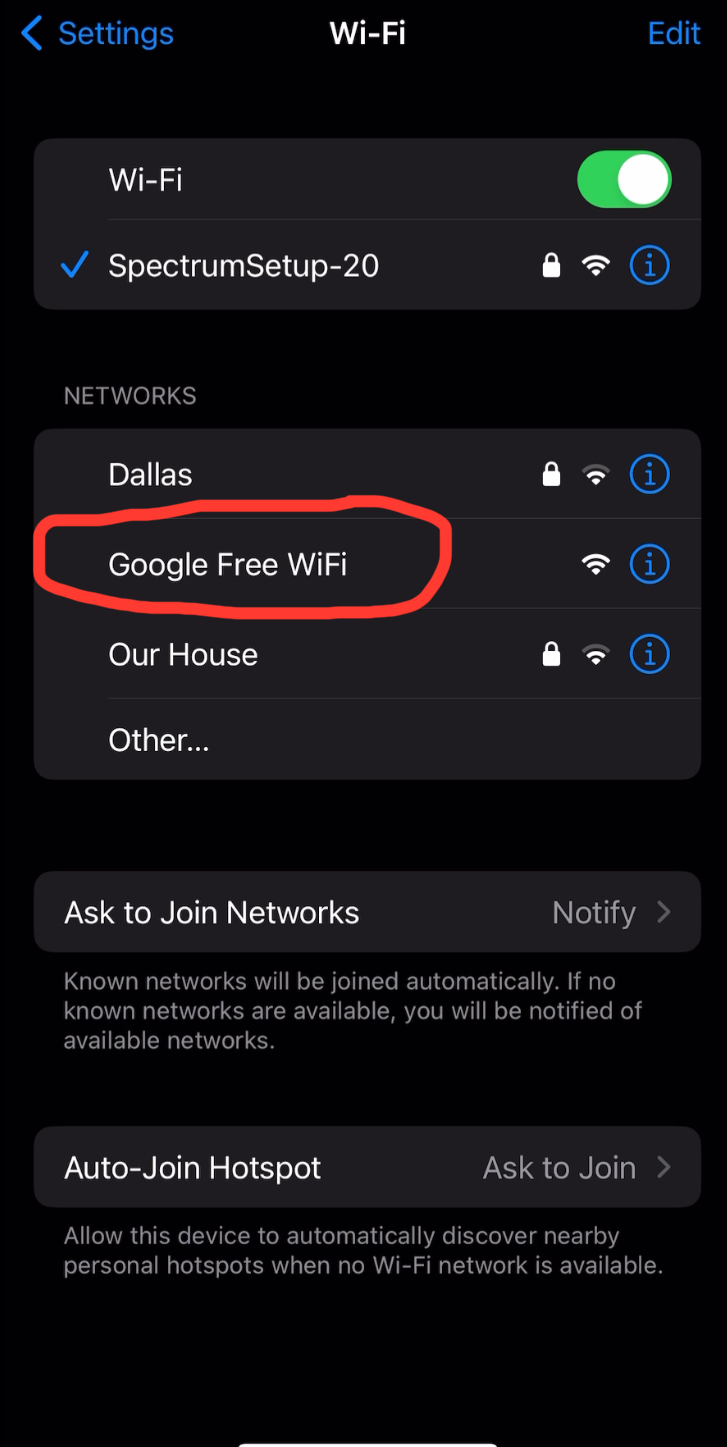 Settings
Wi-Fi
Edit
Wi-Fi
SpectrumSetup-20
NETWORKS
Dallas
Google Free WiFi
Our House
Other...
Ask to Join Networks
Notify
Known networks will be joined automatically. If no
known networks are available, you will be notified of
available networks.
Auto-Join Hotspot
Ask to Join
Allow this device to automatically discover nearby
personal hotspots when no Wi-Fi network is available.